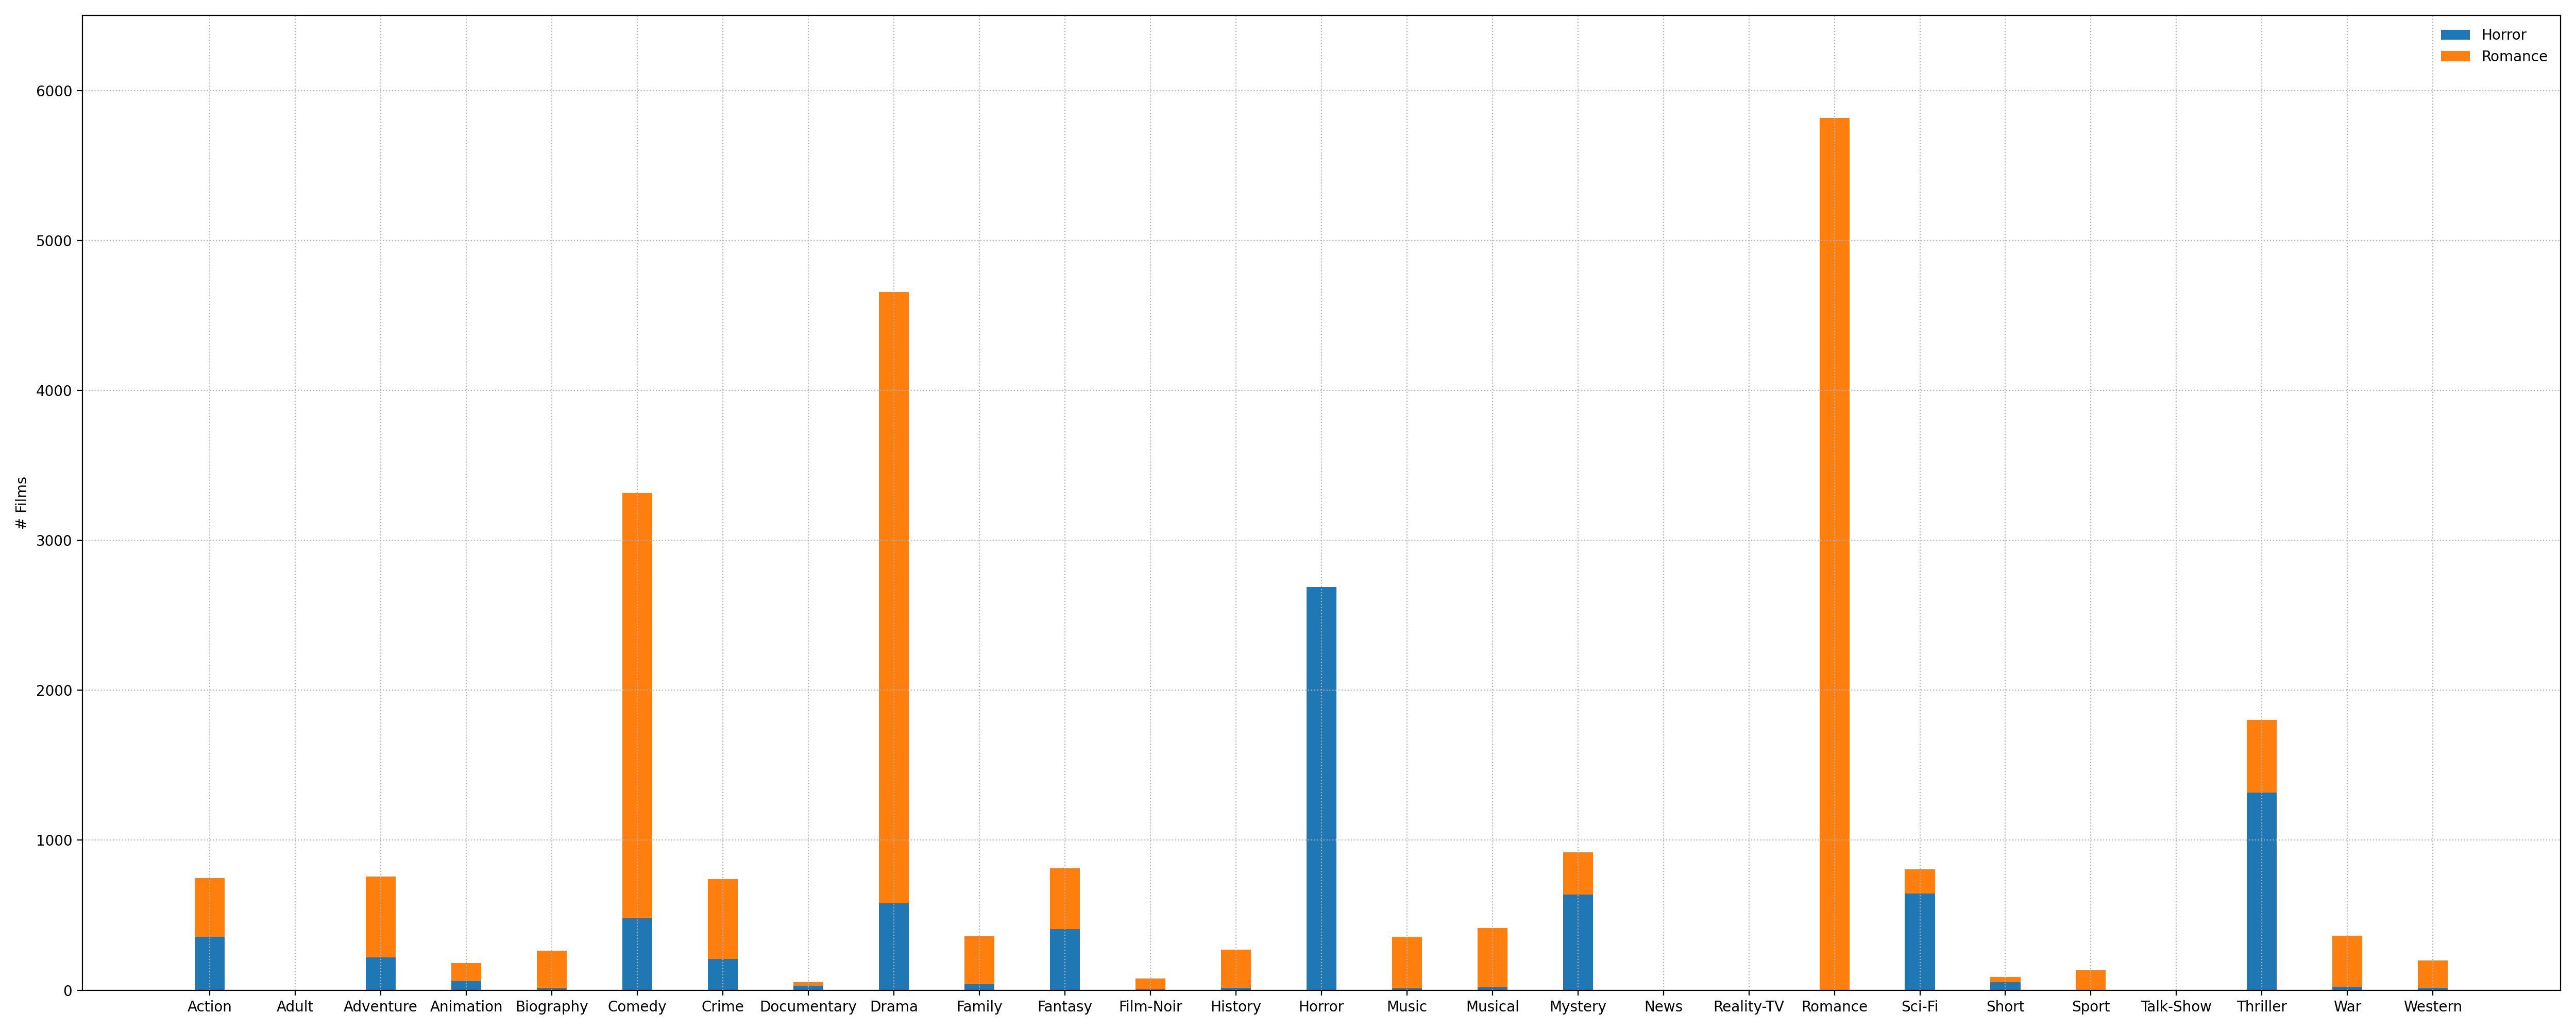 Horror
Romance
# Films
6000
5000
4000
3000
2000
1000
0
Action Adult Adventure Animation Biography Comedy Crime Documentary Drama Family Fantasy Film-Noir History Horror Music Musical Mystery News Reality-TV Romance Sci-Fi Short Sport Talk-Show Thriller War Western